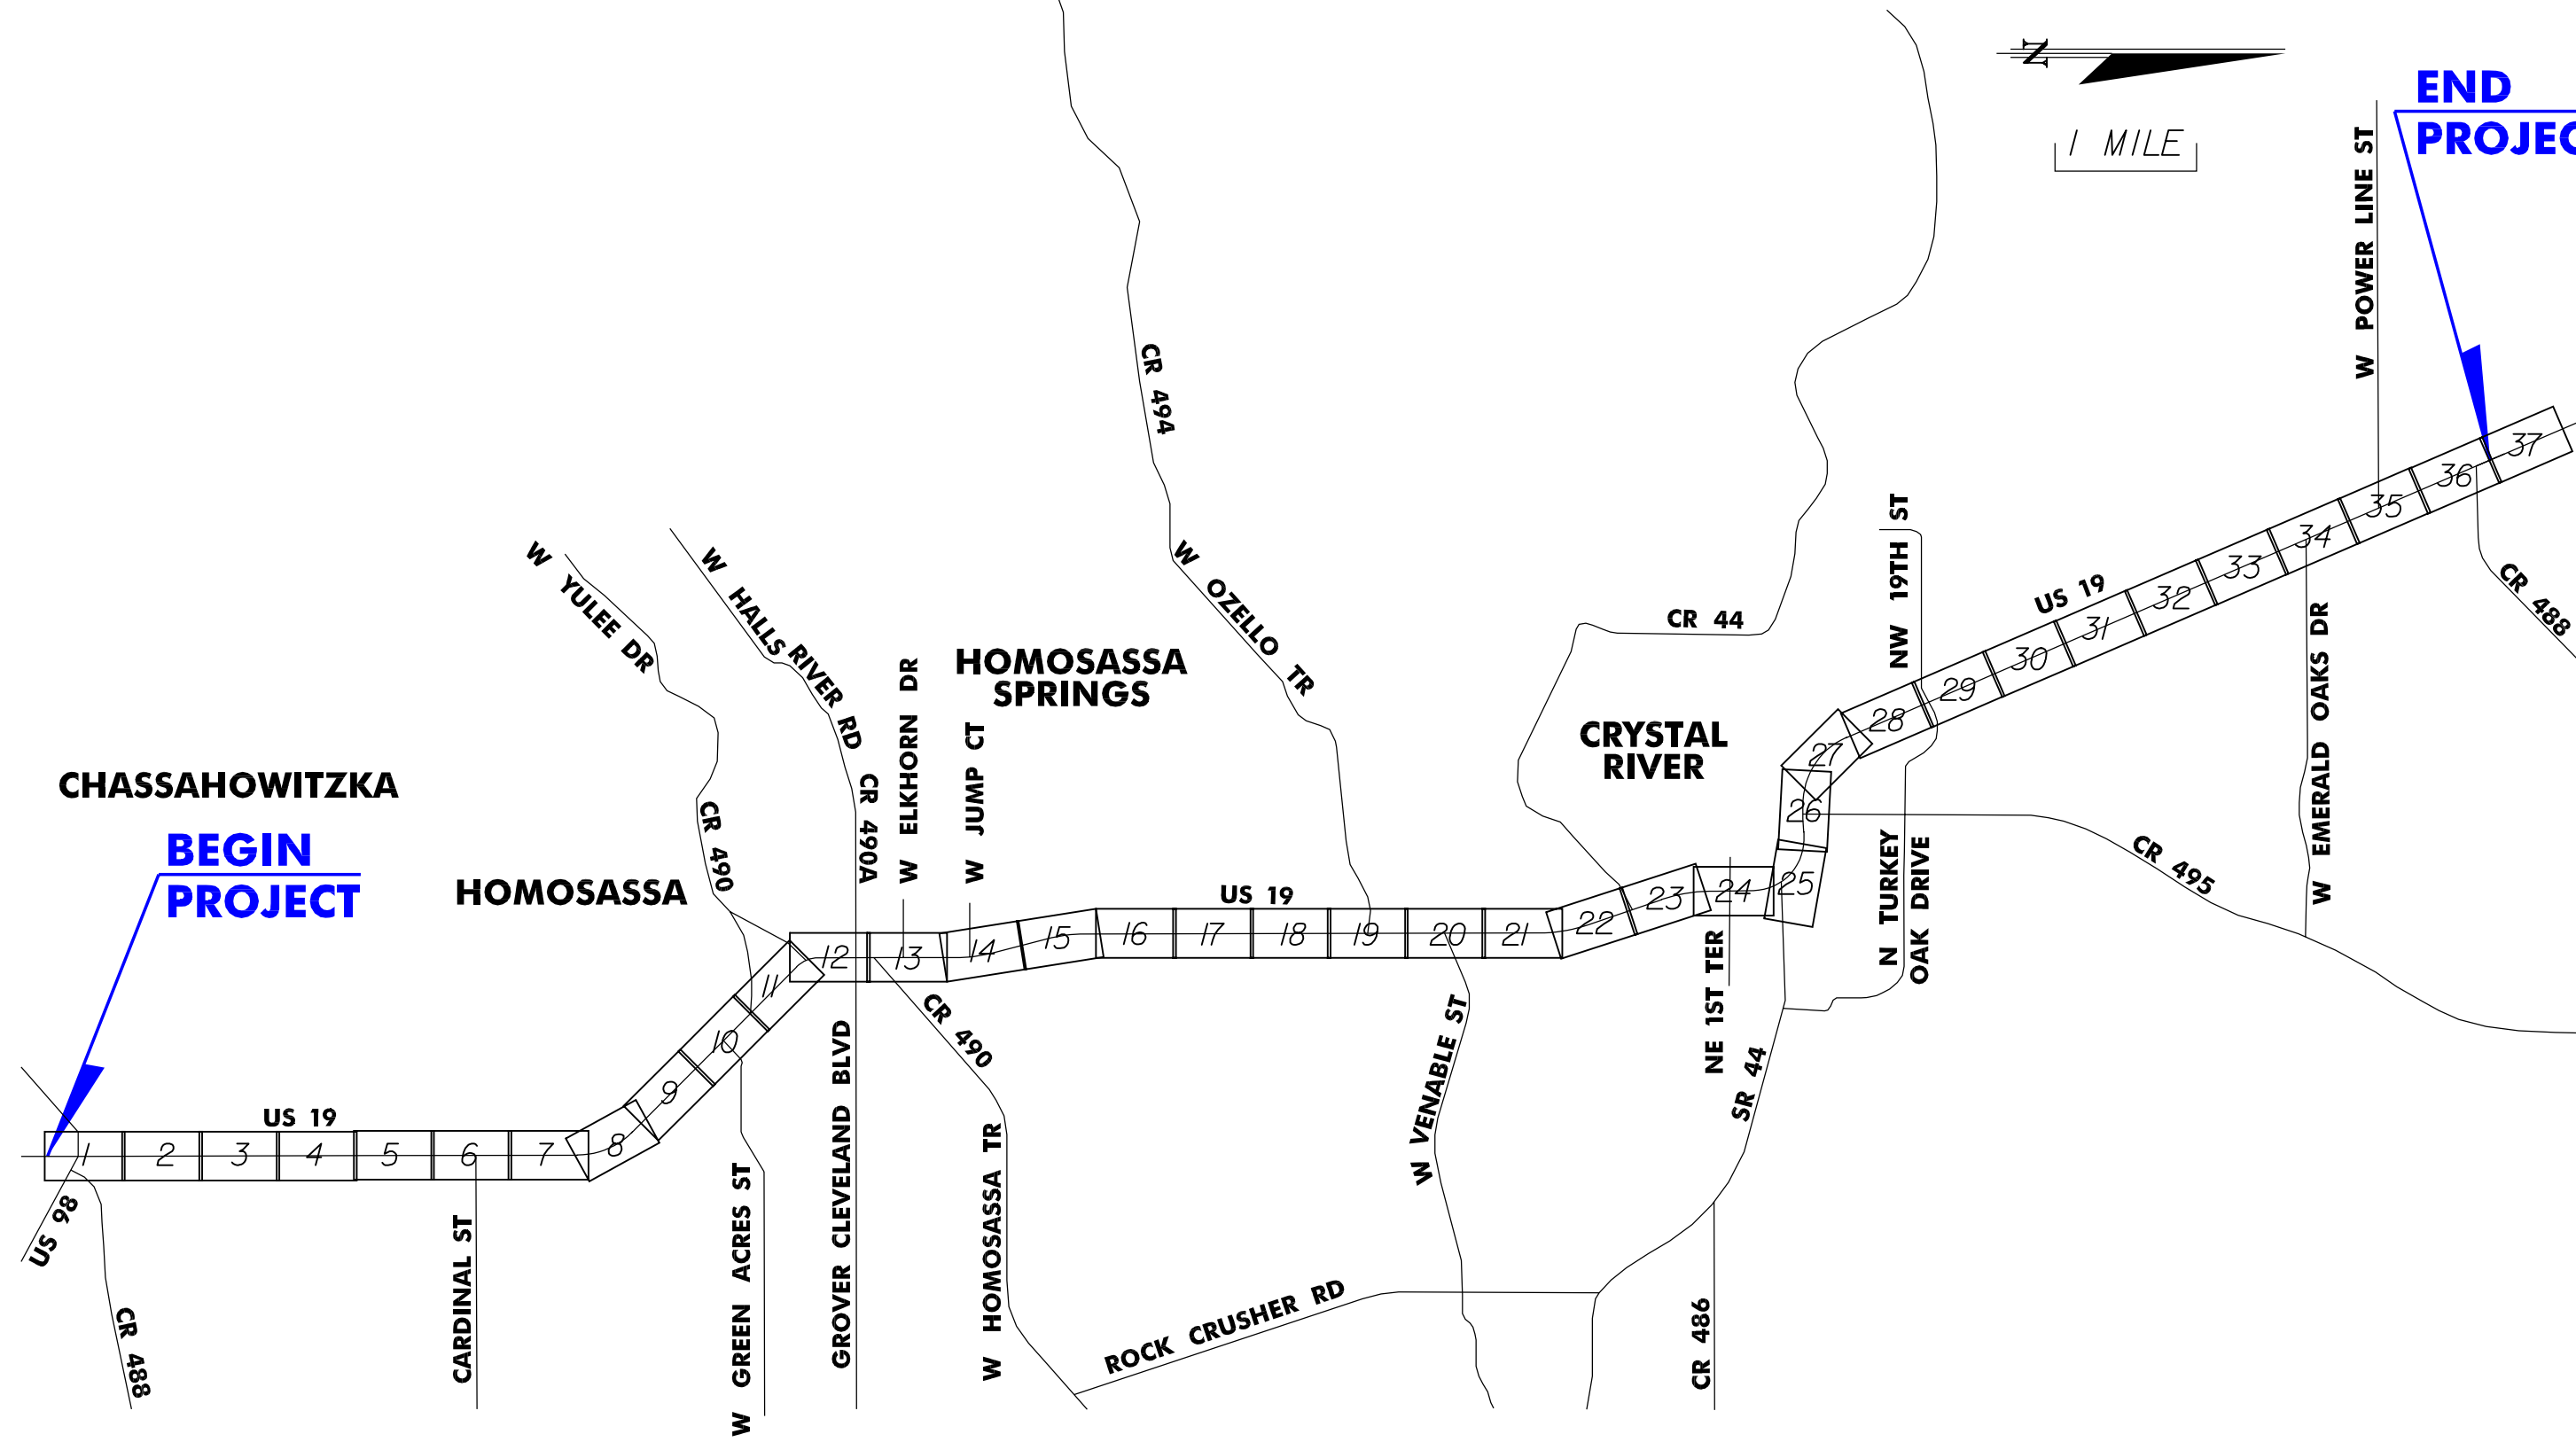 N
1 MILE
END
PROJEC
W POWER LINE ST
CR 494
W YULEE DR
W HALLS RIVER RD
W OZELLO TR
NW 19TH ST
US 19
CR 488
CR 44
W ELKHORN DR
HOMOSASSA
SPRINGS
W JUMP CT
CRYSTAL
RIVER
W EMERALD OAKS DR
CHASSAHOWITZKA
BEGIN
PROJECT
HOMOSASSA
CR 490
CR 490A
US 19
N TURKEY
OAK DRIVE
CR 495
US 19
1
2
3
4
5
6
7
8
9
10
11
12
13
14
15
16
17
18
19
20
21
22
23
24
25
26
27
28
29
30
31
32
33
34
35
36
37
US 98
CR 488
CARDINAL ST
W GREEN ACRES ST
GROVER CLEVELAND BLVD
CR 490
W HOMOSASSA TR
ROCK CRUSHER RD
W VENABLE ST
NE 1ST TER
SR 44
CR 486